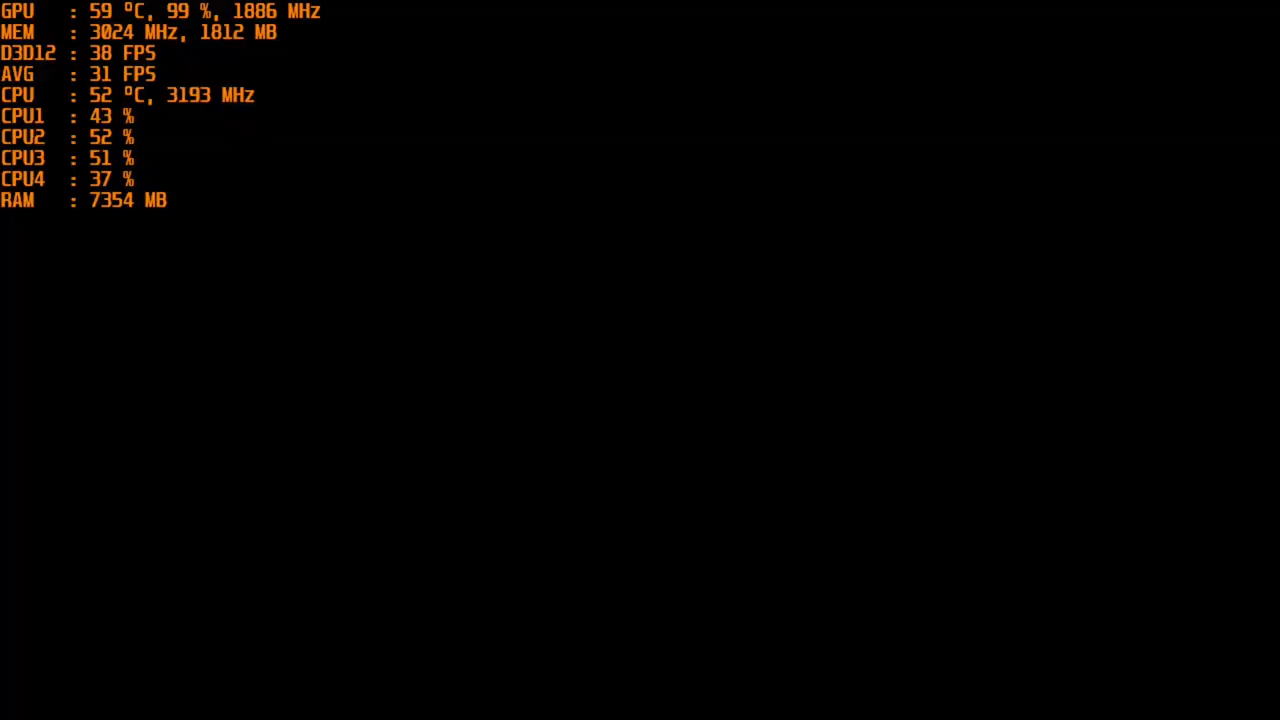 GPU : 59 °C, 99 %, 1886 MHz
MEM : 3024 MHz, 1812 MB
D3D12 : 38 FPS
AVG : 31 FPS
CPU : 52 °C, 3193 MHz
CPU1 : 43 %
CPU2 : 52 %
CPU3 : 51 %
CPU4 : 37 %
RAM : 7354 MB